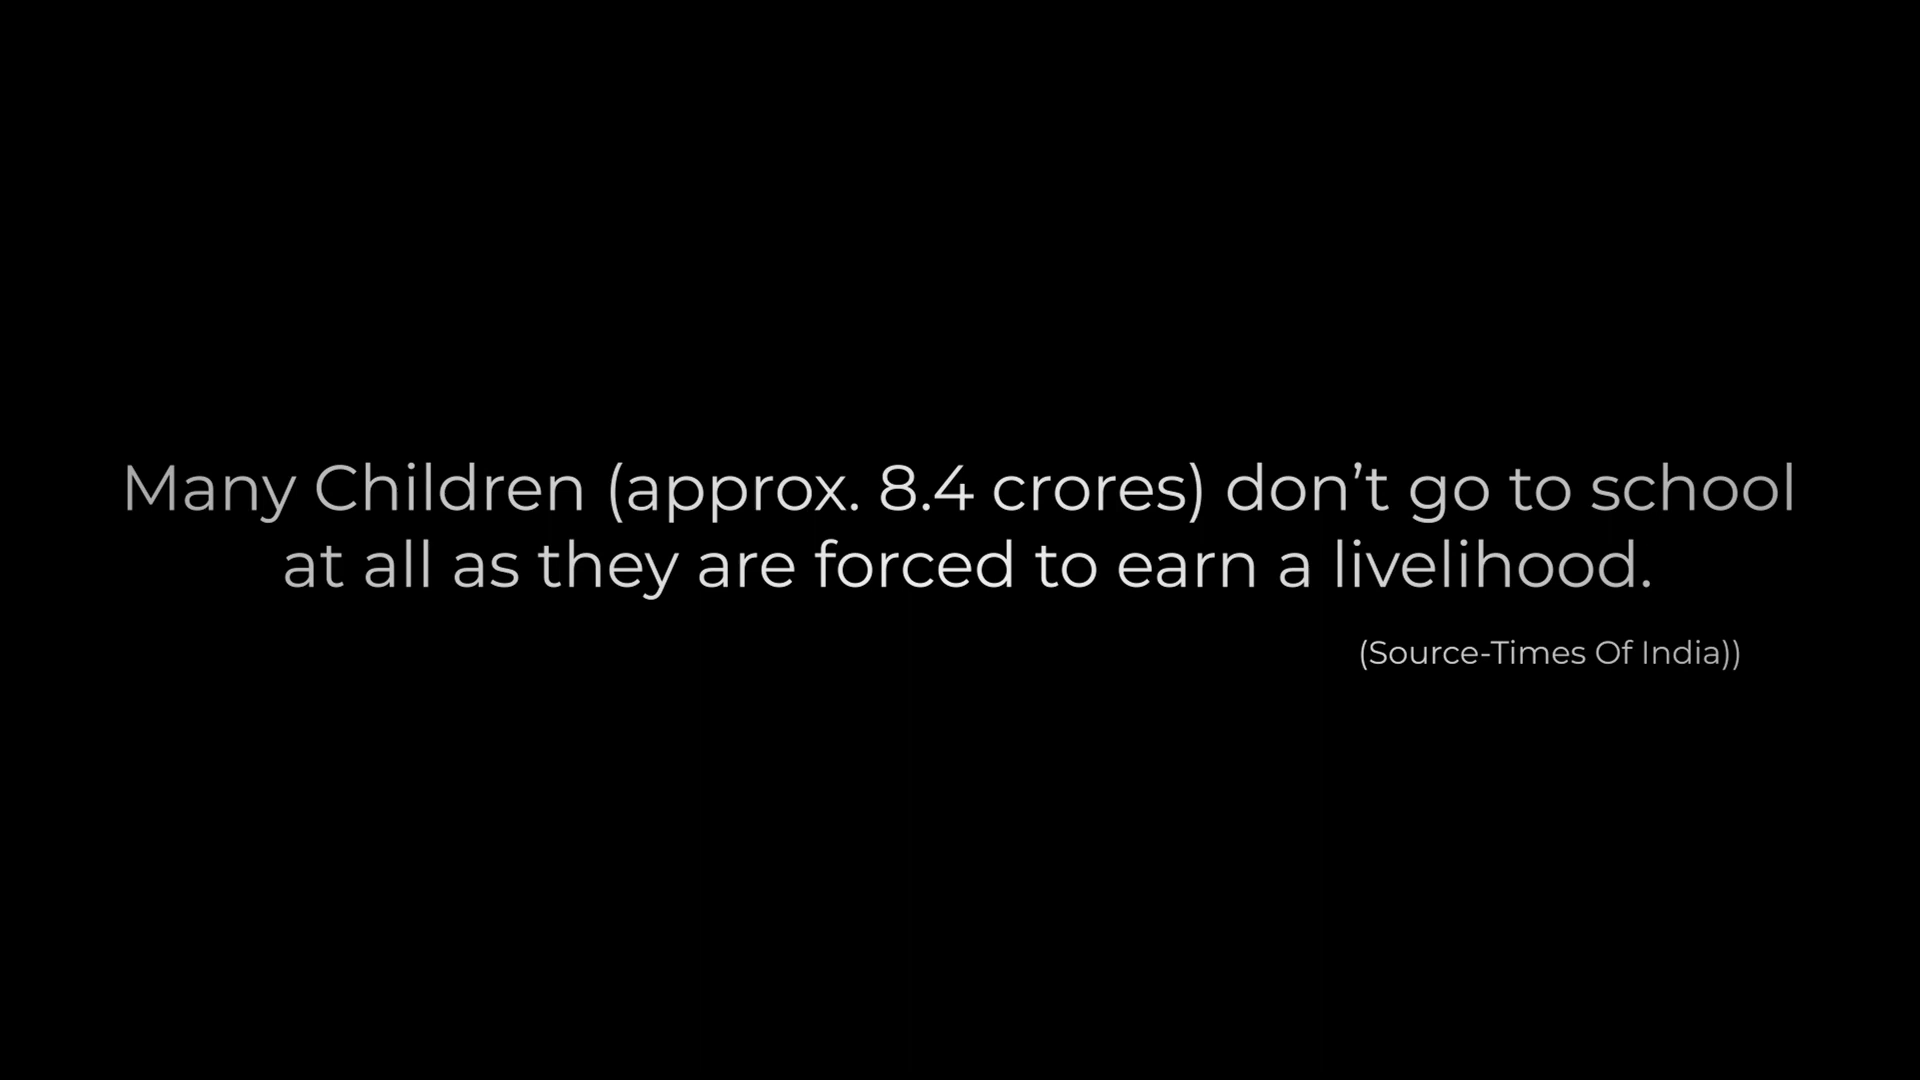 Many Children (approx. 8.4 crores) don’t go to school
at all as they are forced to earn a livelihood.
(Source-Times Of India))